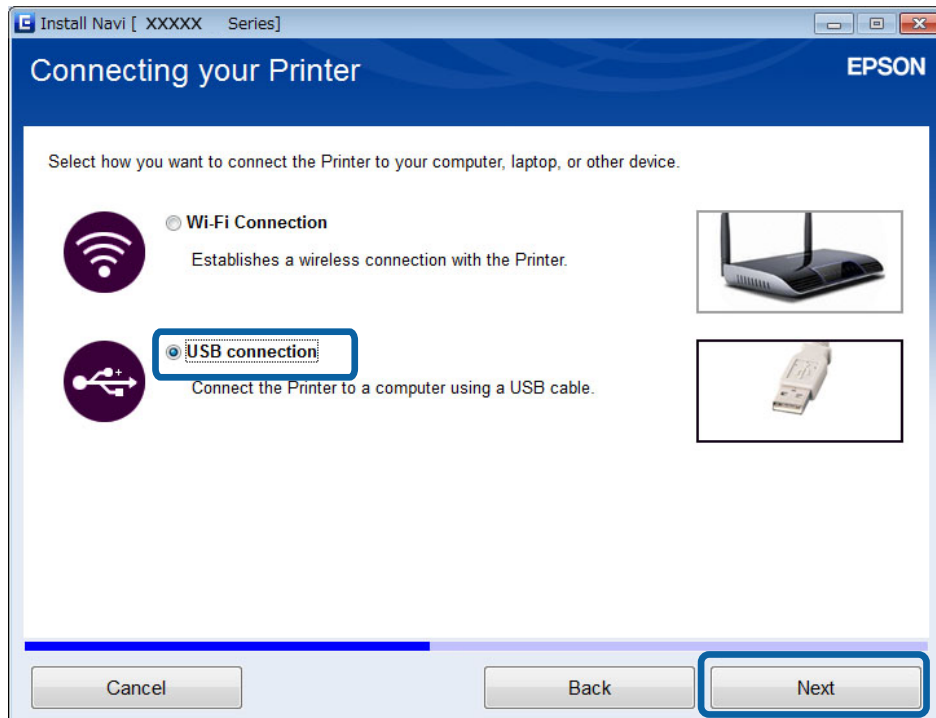 Install Navi [ XXXXX Series]
Connecting your Printer
EPSON
Select how you want to connect the Printer to your computer, laptop, or other device.
Wi-Fi Connection
Establishes a wireless connection with the Printer.
USB connection
Connect the Printer to a computer using a USB cable.
Cancel
Back
Next